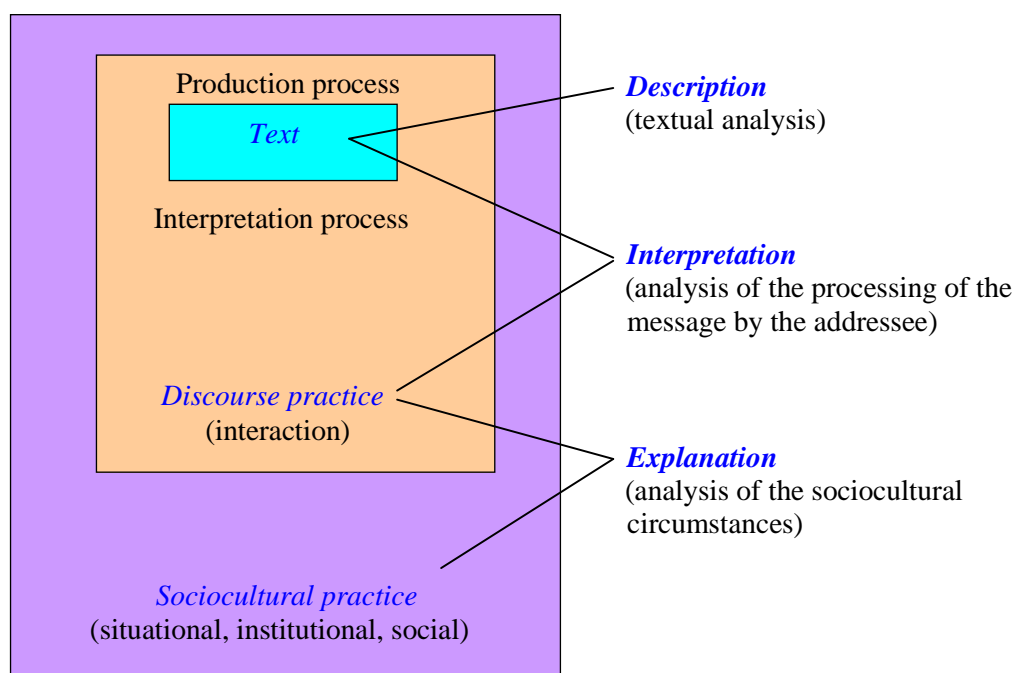 Production process
Text
Interpretation process
Discourse practice
(interaction)
Sociocultural practice
(situational, institutional, social)
Description
(textual analysis)
Interpretation
(analysis of the processing of the
message by the addressee)
Explanation
(analysis of the sociocultural
circumstances)